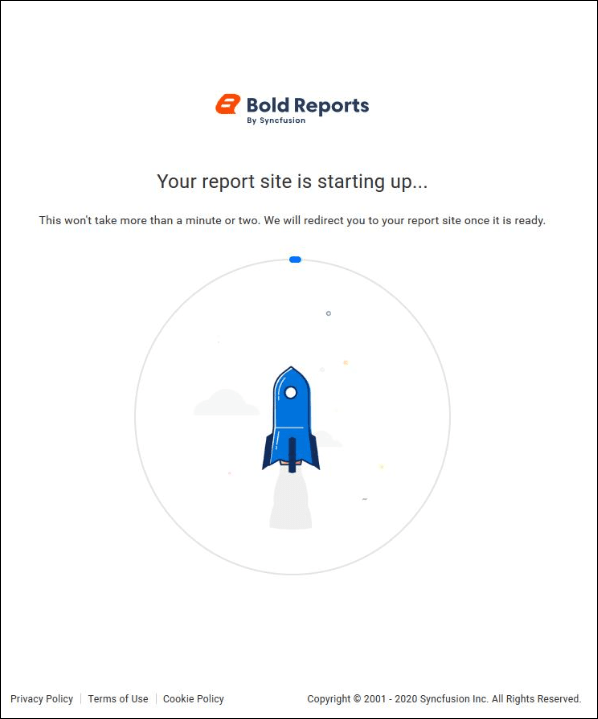 Bold Reports
By Syncfusion
Your report site is starting up...
This won't take more than a minute or two. We will redirect you to your report site once it is ready.
Privacy Policy | Terms of Use | Cookie Policy Copyright © 2001 - 2020 Syncfusion Inc. All Rights Reserved.